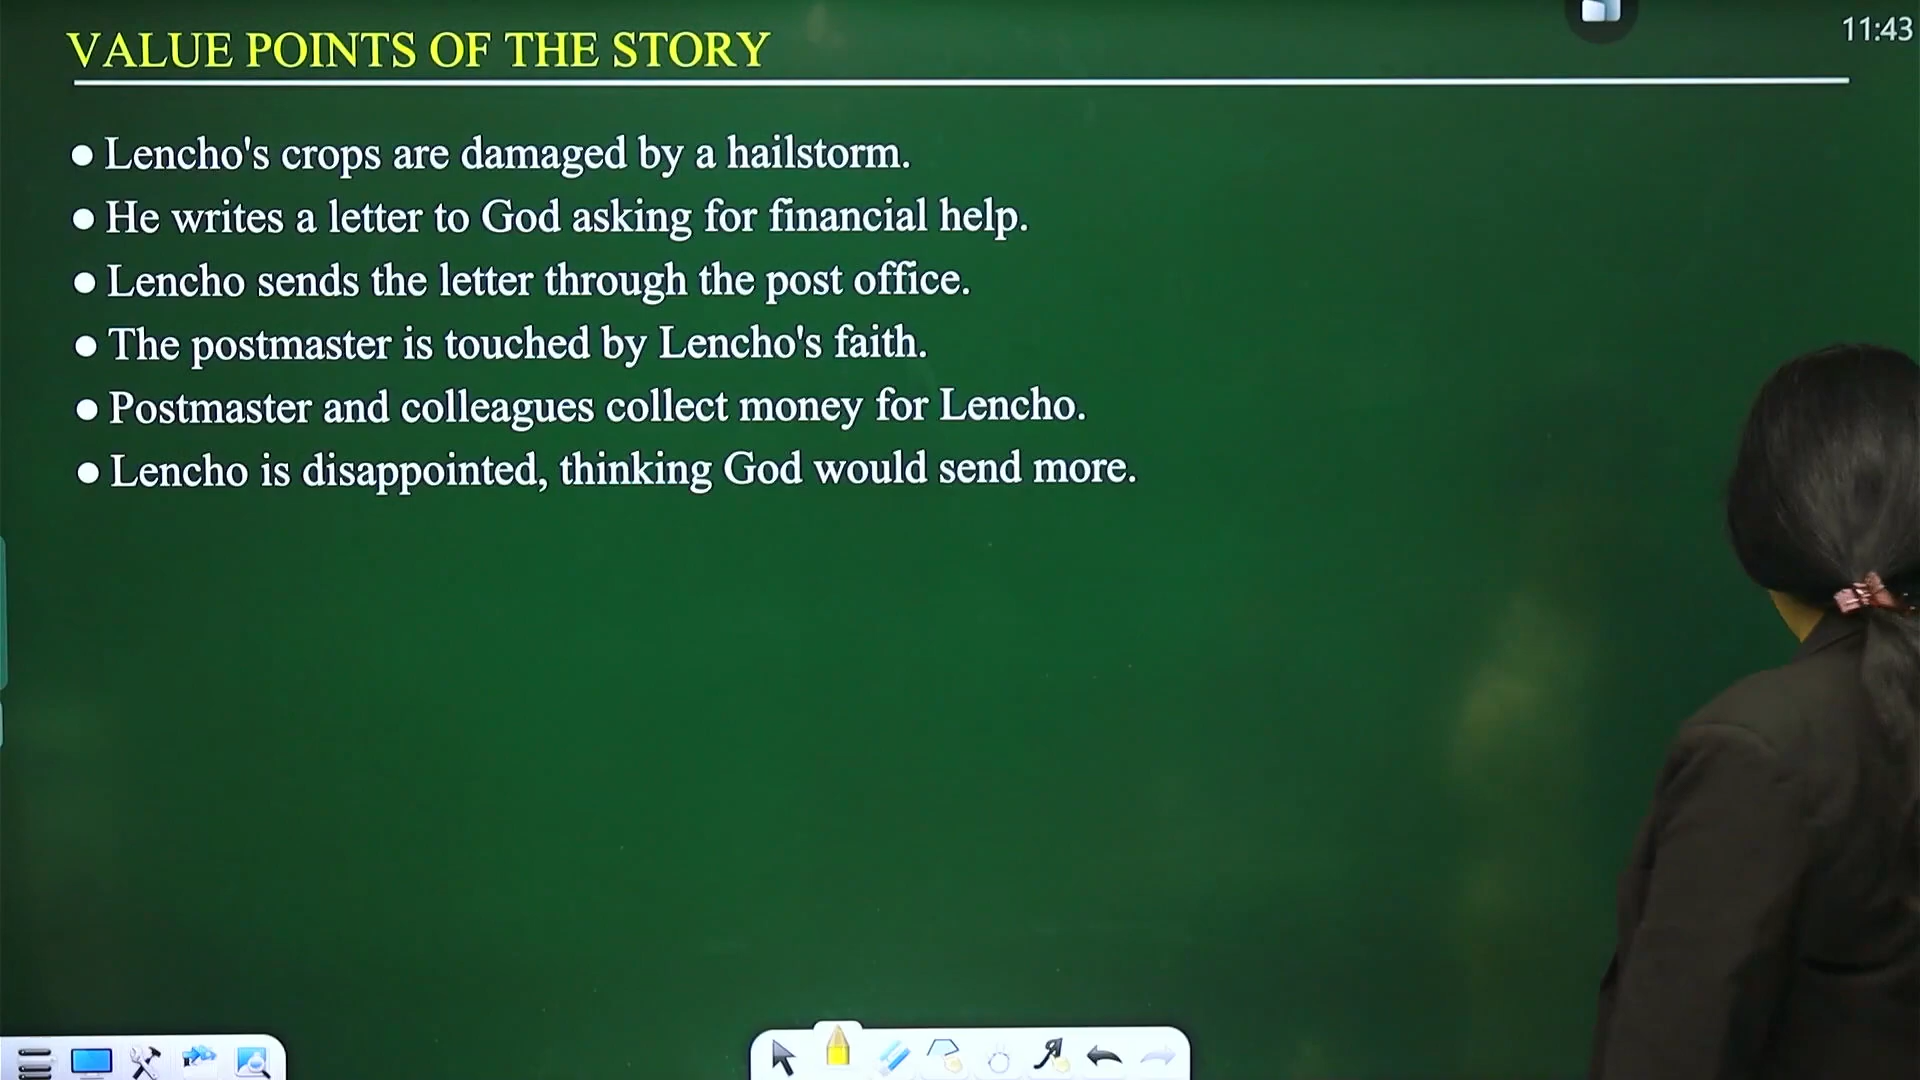 VALUE POINTS OF THE STORY
11:43
● Lencho's crops are damaged by a hailstorm.
● He writes a letter to God asking for financial help.
● Lencho sends the letter through the post office.
● The postmaster is touched by Lencho's faith.
● Postmaster and colleagues collect money for Lencho.
● Lencho is disappointed, thinking God would send more.